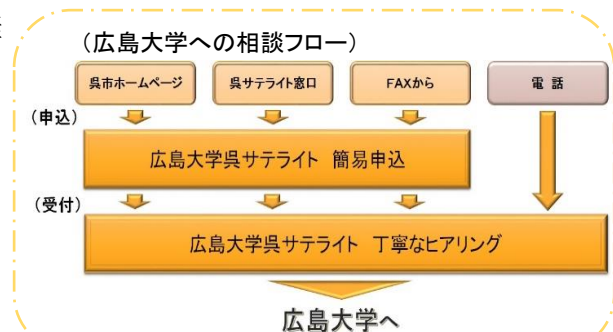 （広島大学への相談フロー）
呉市ホームページ
呉サテライト窓口
FAXから
電 話
（申込）
広島大学呉サテライト 簡易申込
（受付）
広島大学呉サテライト 丁寧なヒアリング
広島大学へ